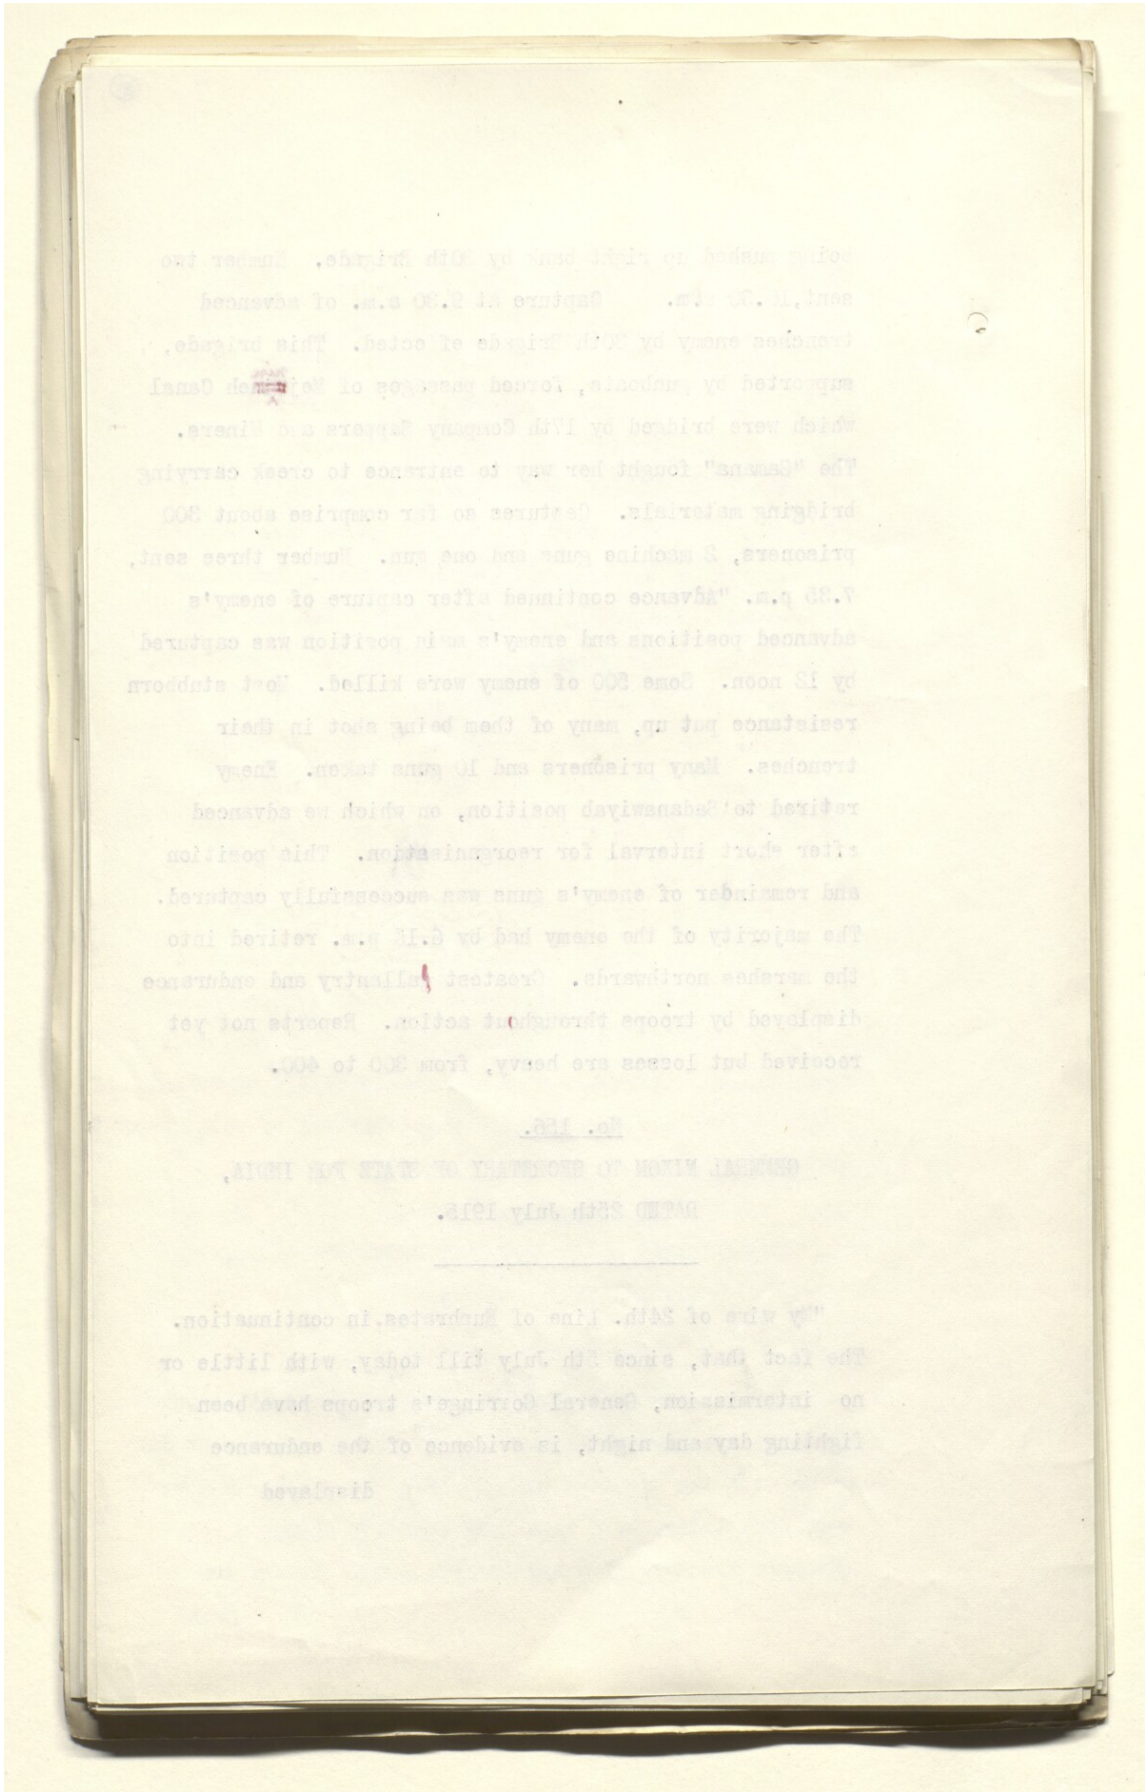 being pushed up right bank by 30th Brigade. Number two
sent, a.m. Capture at 9.30 a.m. of advanced
trenches enemy by 30th Brigade effected. This brigade,
supported by gunboats, forced passages of Canal
which were bridged by 17th Company Sappers and Miners.
The "Samana" fought her way to entrance to creek carrying
bridging materials. Captures so far comprise about 300
prisoners, 2 machine guns and one gun. Number three sent,
7.35 p.m. "Advance continued after capture of enemy's
advanced positions and enemy's main position was captured
by 12 noon. Some 500 of enemy were killed. Most stubborn
resistance put up, many of them being shot in their
trenches. Many prisoners and 10 guns taken. Enemy
retired to Sadanawiyah position, on which we advanced
after short interval for reorganisation. This position
and remainder of enemy's guns was successfully captured.
The majority of the enemy had by 6.15 p.m. retired into
the marshes northwards. Greatest gallantry and endurance
displayed by troops throughout action. Reports not yet
received but losses are heavy, from 300 to 400.
No. 156.
GENERAL NIXON TO SECRETARY OF STATE FOR INDIA,
DATED 25th July 1915.
"My wire of 24th. Line of Euphrates in continuation.
The fact that, since 5th July till today, with little or
no intermission, General Gorringe's troops have been
fighting day and night, is evidence of the endurance
displayed